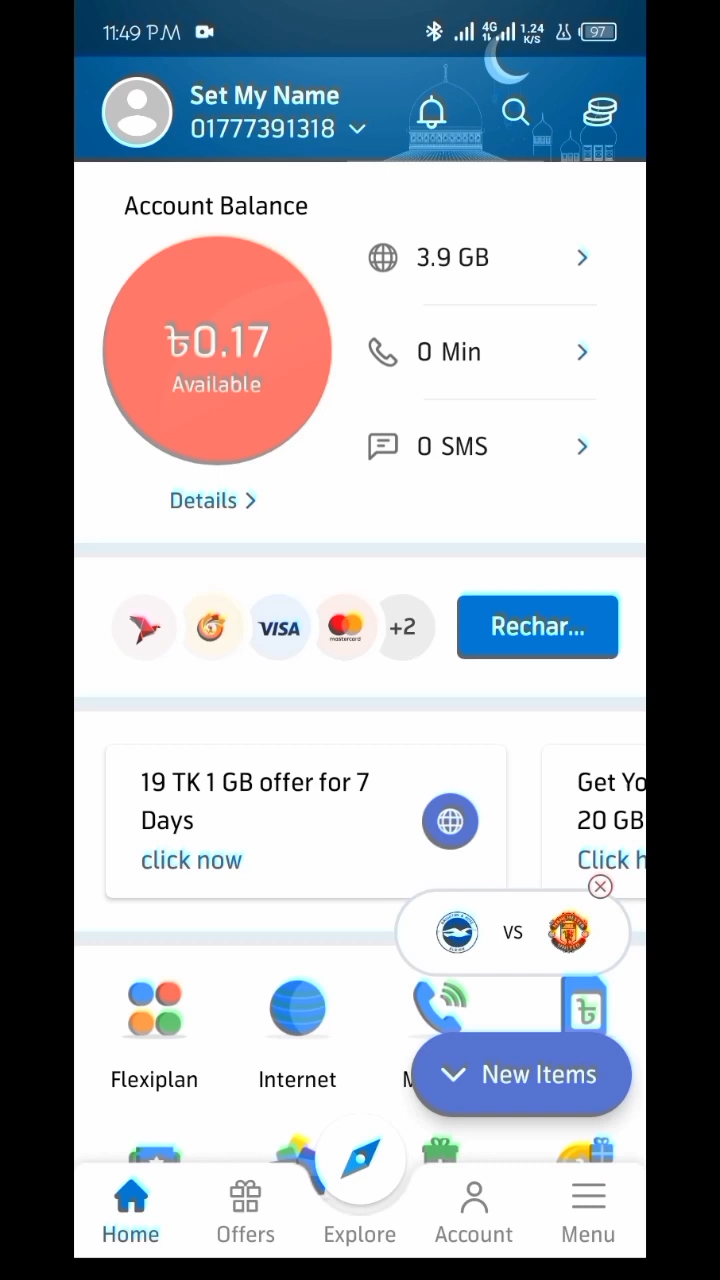 11:49 PM 4G 1.24 K/S 97
Set My Name
01777391318
Account Balance
৳0.17
Available
Details >
3.9 GB
0 Min
0 SMS
VISA
mastercard
+2
Rechar...
19 TK 1 GB offer for 7
Days
click now
Get Yo
20 GB
Click h
VS
Flexiplan
Internet
M
৳
New Items
Home
Offers
Explore
Account
Menu